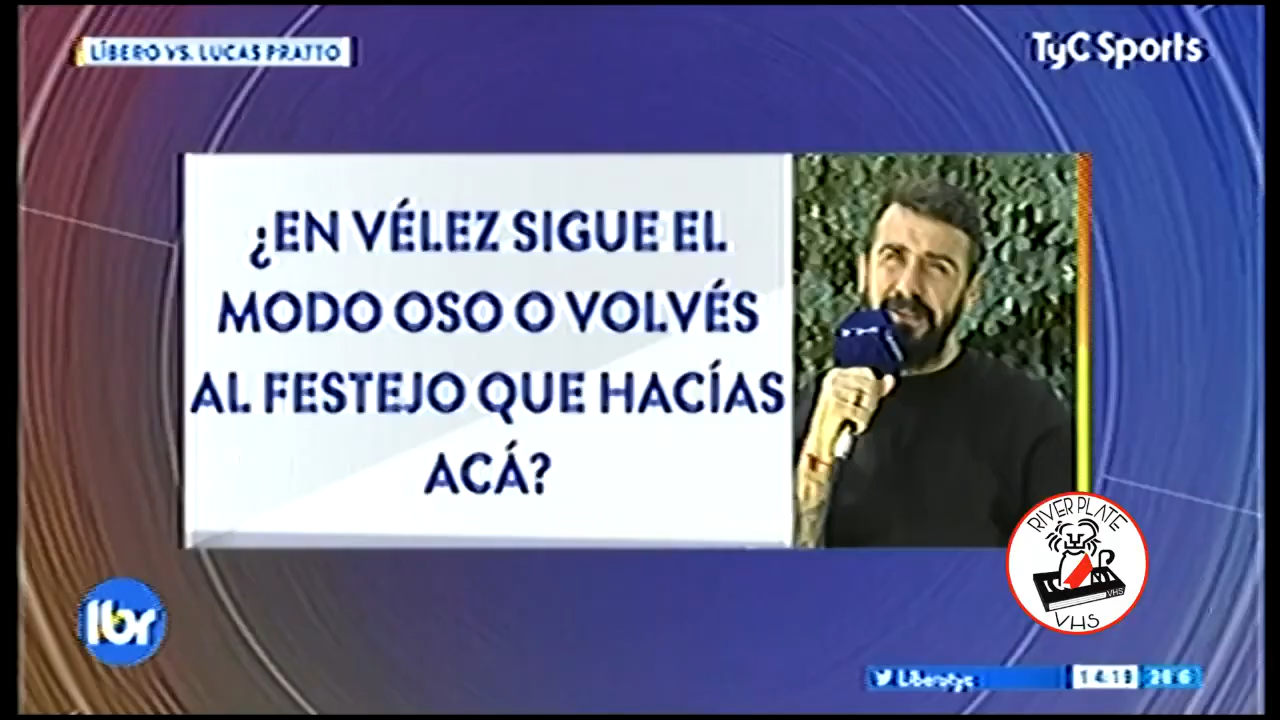 LÍBERO VS. LUCAS PRATTO
TyC Sports
¿EN VÉLEZ SIGUE EL
MODO OSO O VOLVÉS
AL FESTEJO QUE HACÍAS
ACÁ?
RIVER PLATE
VHS
VHS
lbr
Liberotyc
14:19